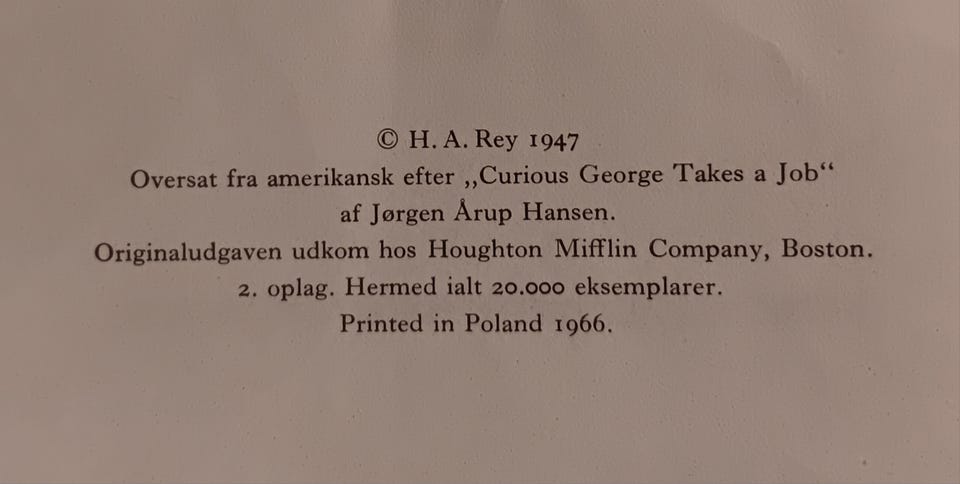 © H. A. Rey 1947
Oversat fra amerikansk efter ,,Curious George Takes a Job“
af Jørgen Årup Hansen.
Originaludgaven udkom hos Houghton Mifflin Company, Boston.
2. oplag. Hermed ialt 20.000 eksemplarer.
Printed in Poland 1966.